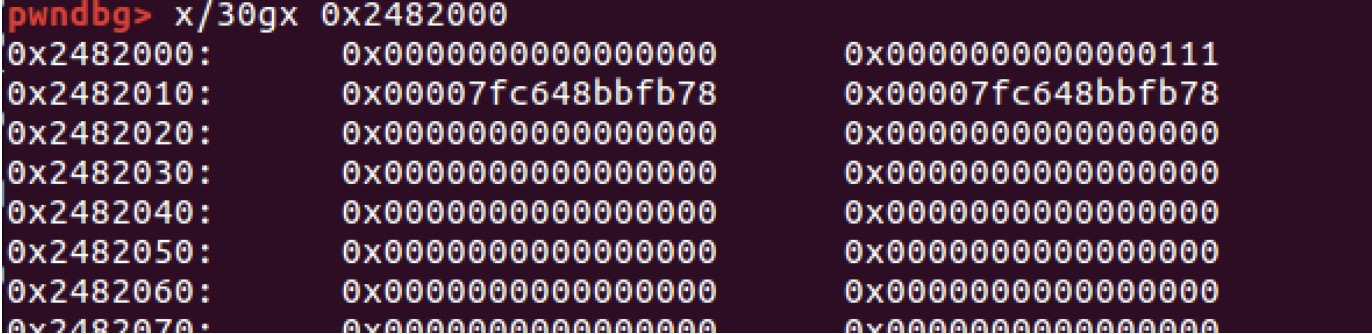 pwndbg> x/30gx 0x2482000
0x2482000: 0x0000000000000000 0x0000000000000111
0x2482010: 0x00007fc648bbfb78 0x00007fc648bbfb78
0x2482020: 0x0000000000000000 0x0000000000000000
0x2482030: 0x0000000000000000 0x0000000000000000
0x2482040: 0x0000000000000000 0x0000000000000000
0x2482050: 0x0000000000000000 0x0000000000000000
0x2482060: 0x0000000000000000 0x0000000000000000
0x2482070: 0x0000000000000000 0x0000000000000000